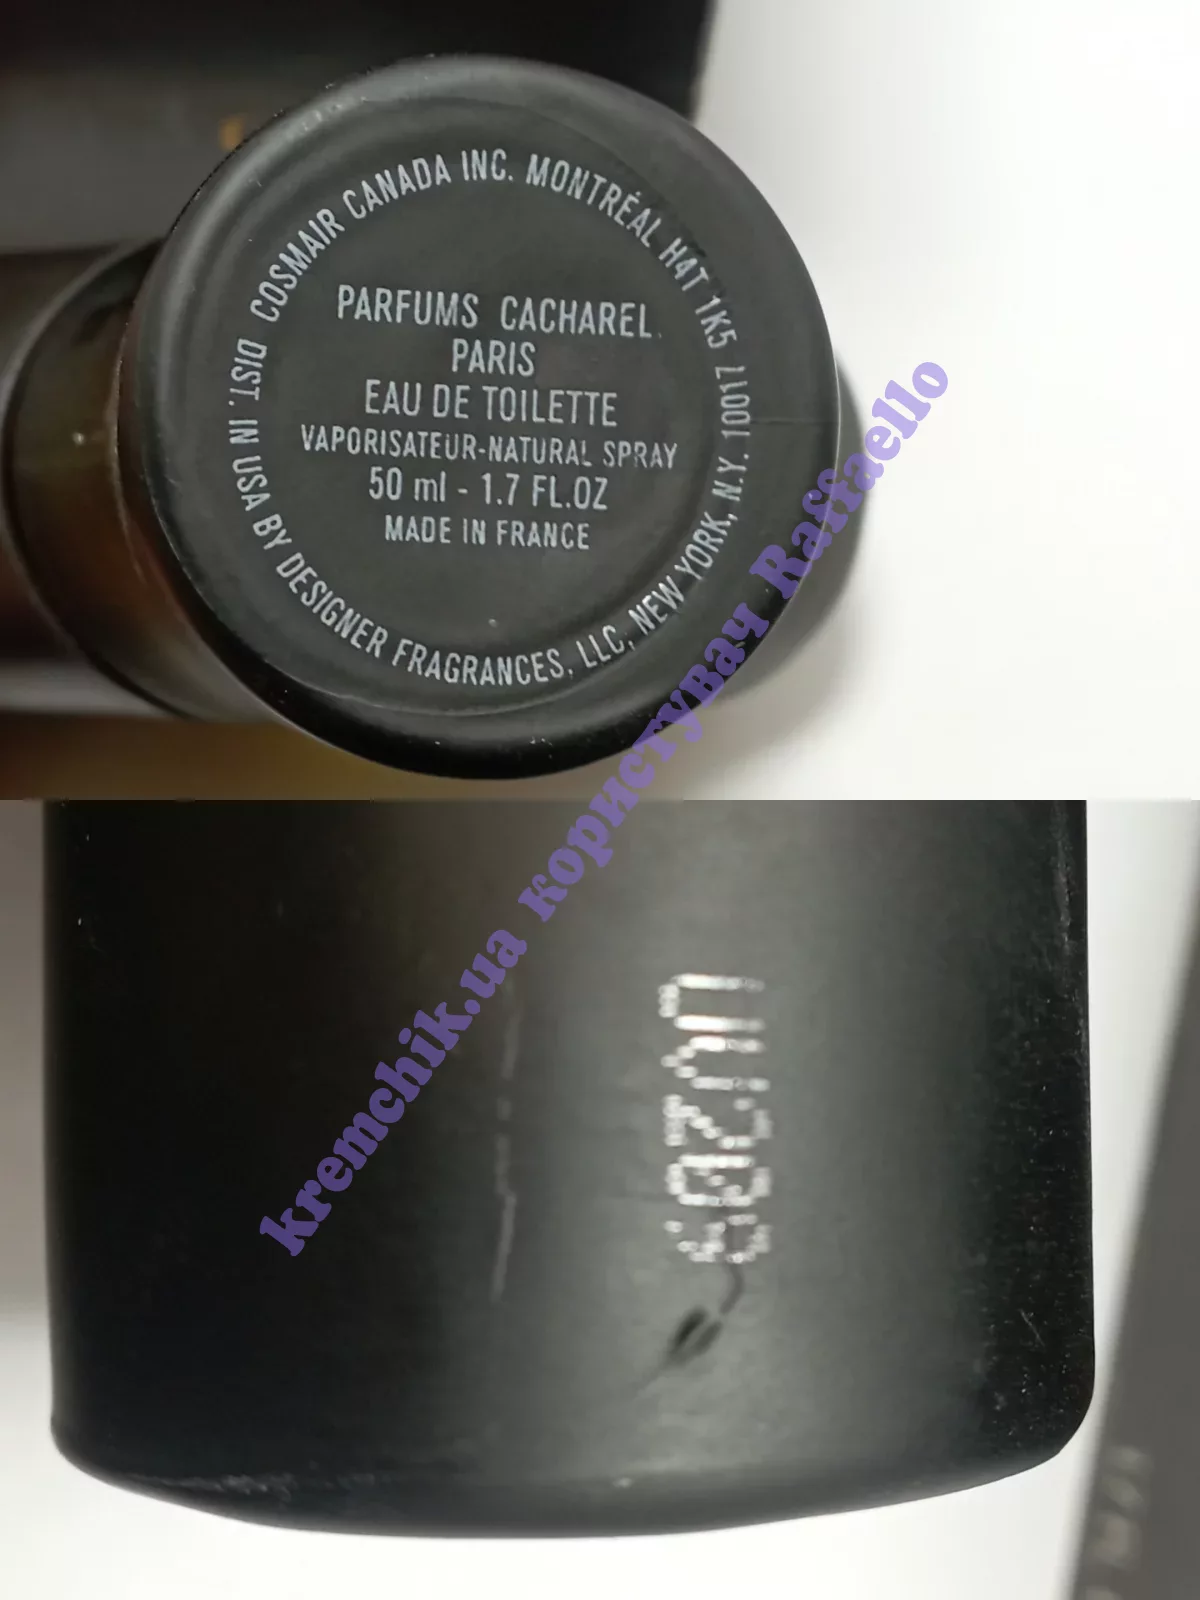 COSMAIR CANADA INC. MONTRÉAL H4T 1K5
DIST. IN USA BY DESIGNER FRAGRANCES, LLC, NEW YORK, N.Y. 10017
PARFUMS CACHAREL
PARIS
EAU DE TOILETTE
VAPORISATEUR-NATURAL SPRAY
50 ml - 1.7 FL.OZ
MADE IN FRANCE
kremchik.ua користувач Raffaello